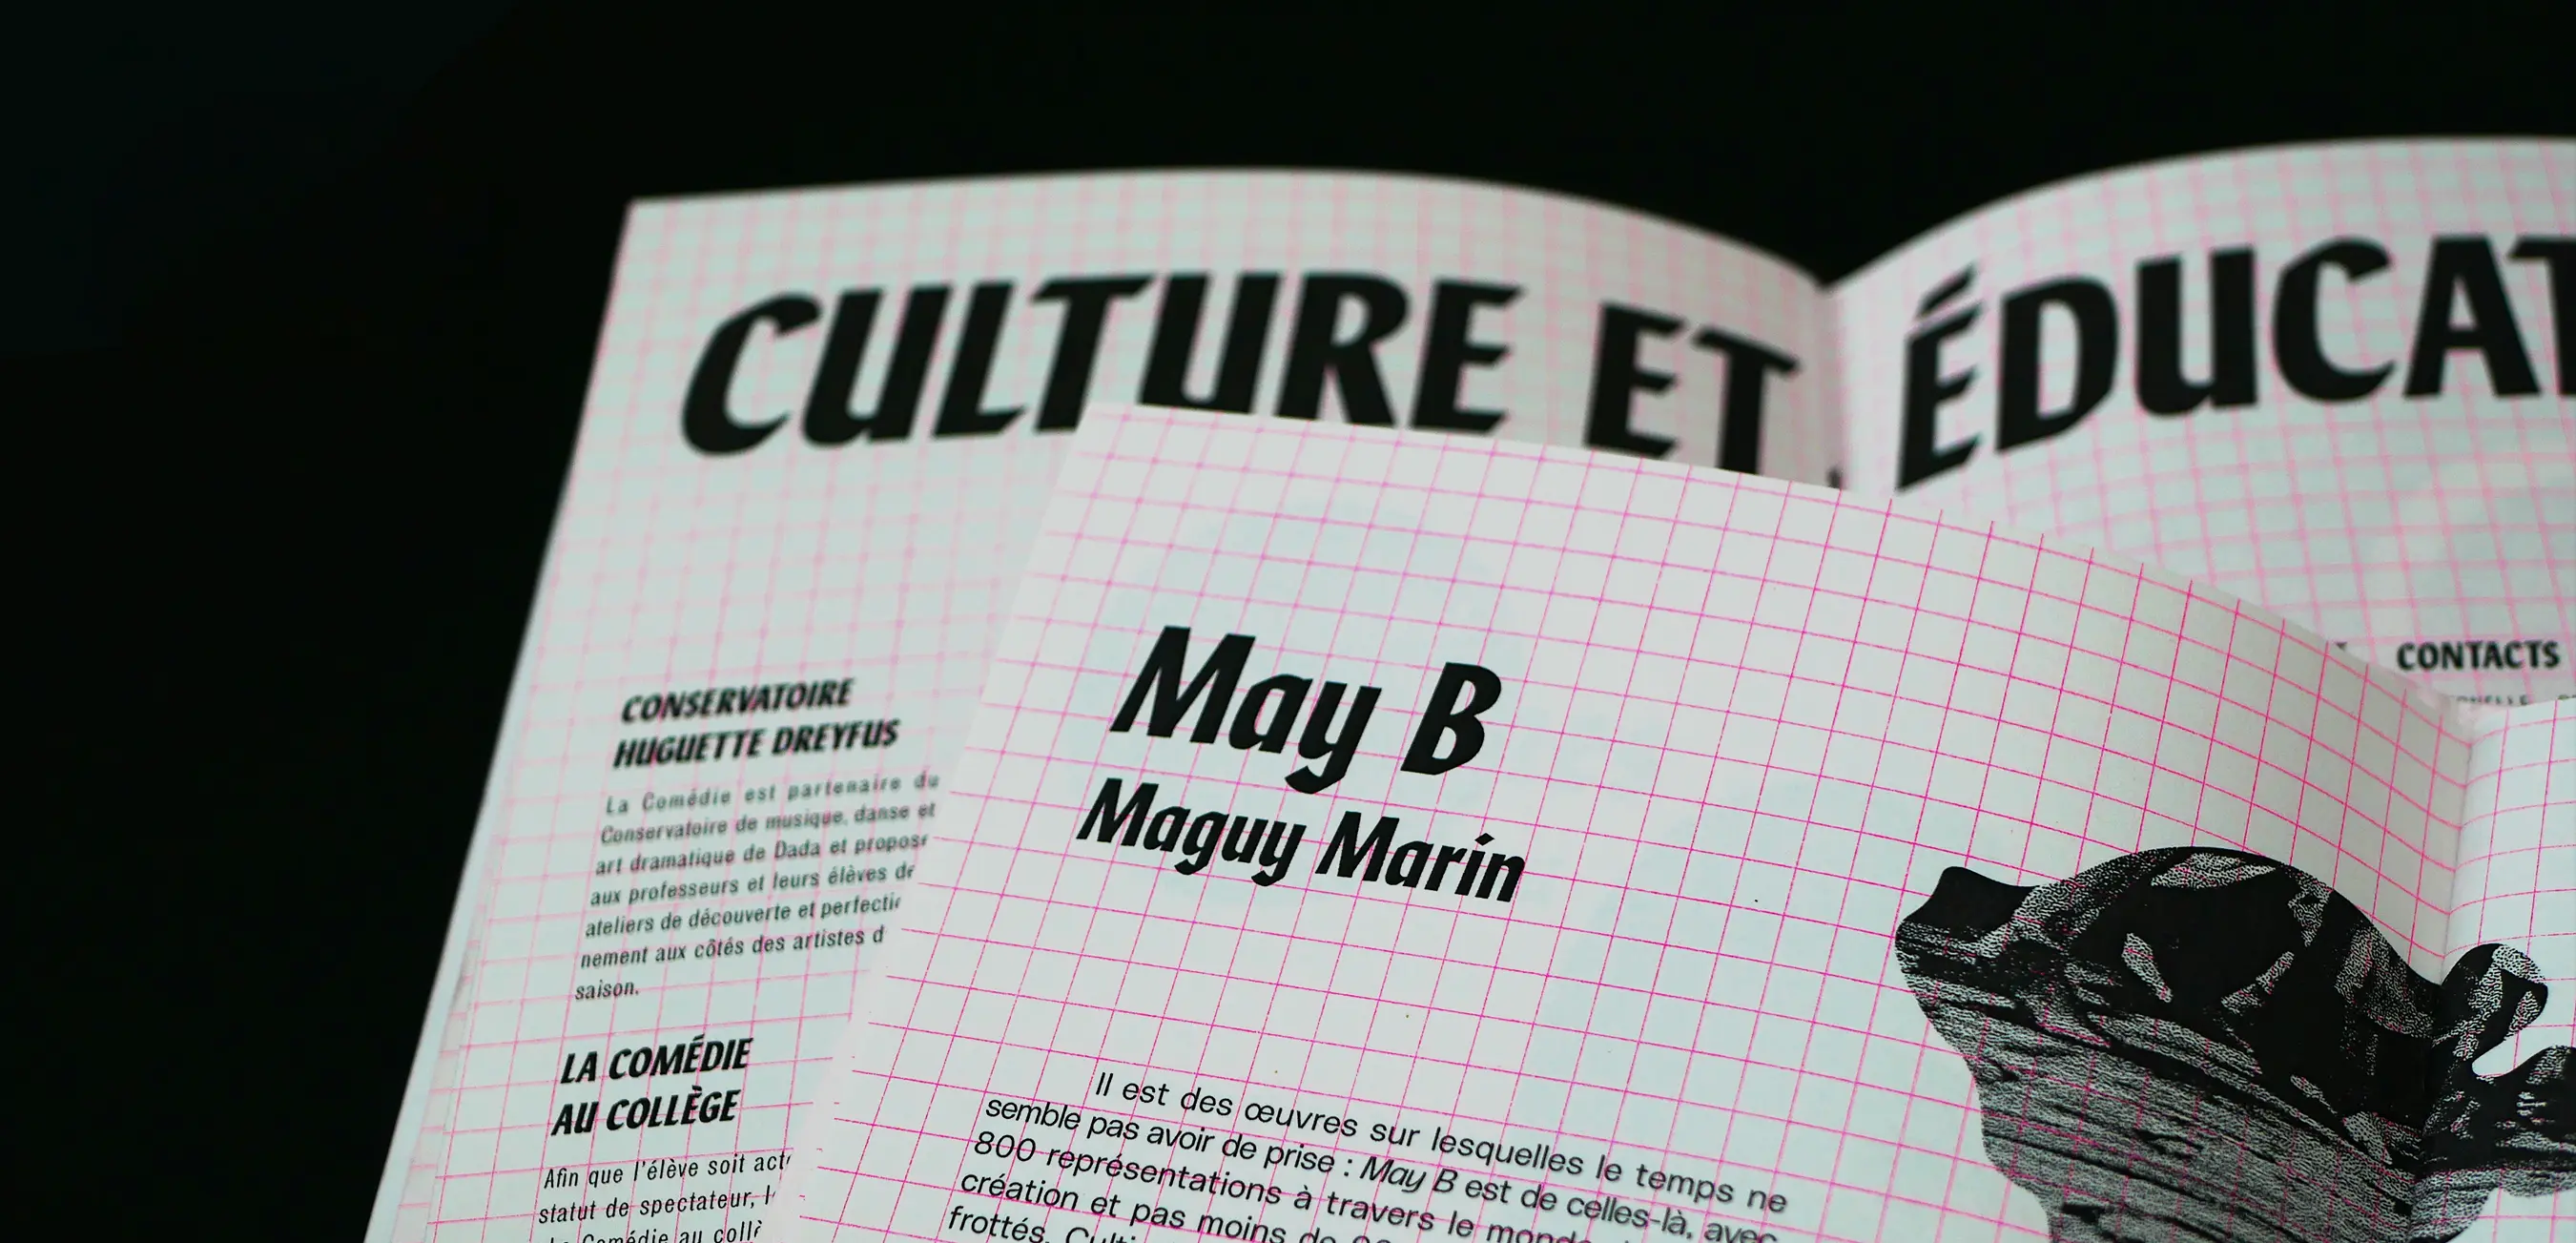 CULTURE ET ÉDUCAT
CONSERVATOIRE
HUGUETTE DREYFUS
La Comédie est partenaire du
Conservatoire de musique, danse et
art dramatique de Dada et propose
aux professeurs et leurs élèves de
ateliers de découverte et
nement aux côtés des artistes d
saison.
LA COMÉDIE
AU COLLÈGE
Afin que l'élève soit
statut de spectateur,
Comédie au
CONTACTS
May B
Maguy Marin
Il est des œuvres sur lesquelles le temps ne
semble pas avoir de prise : May B est de celles-là, avec
800 représentations à travers le
création et pas moins de
frottés.